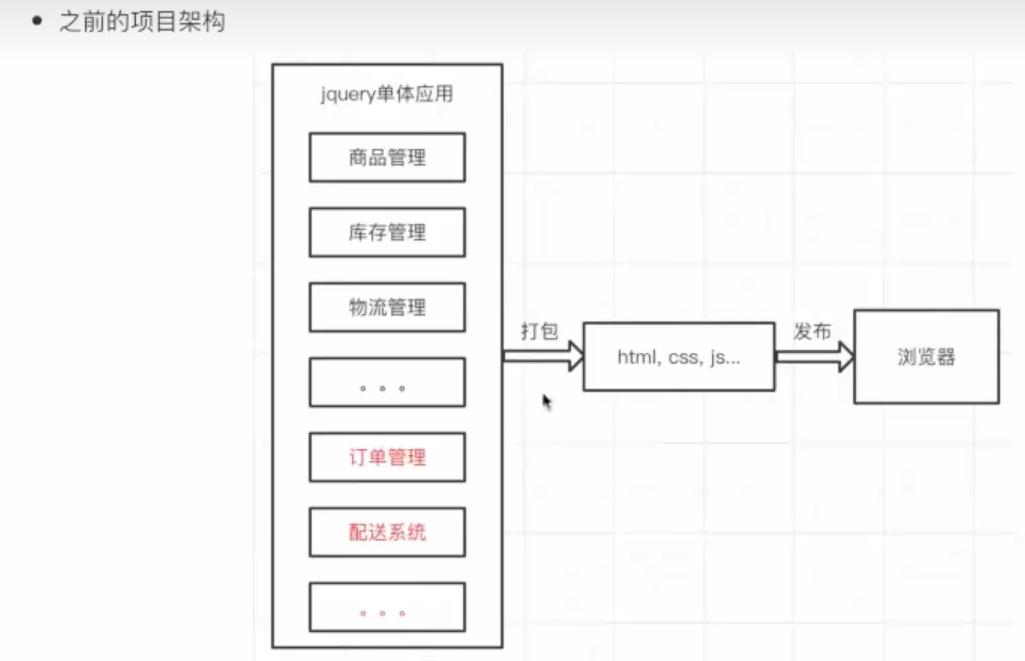 之前的项目架构
jquery单体应用
商品管理
库存管理
物流管理
。。。
订单管理
配送系统
。。。
打包
html, css, js...
发布
浏览器